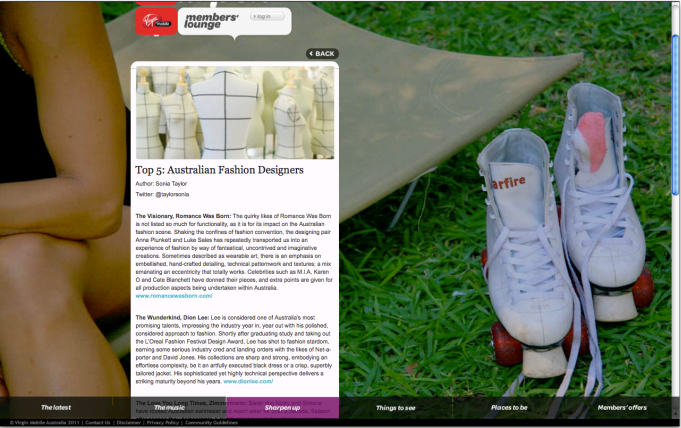 Virgin mobile
members'
lounge
log in
BACK
Top 5: Australian Fashion Designers
Author: Sonia Taylor
Twitter: @taylorsonia
The Visionary, Romance Was Born: The quirky likes of Romance Was Born
is not listed so much for functionality, as it is for its impact on the Australian
fashion scene. Shaking the confines of fashion convention, the designing pair
Anna Plunkett and Luke Sales has repeatedly transported us into an
experience of fashion by way of fantastical, uncontrived and imaginative
creations. Sometimes described as wearable art, there is an emphasis on
embellished, hand-crafted detailing, technical patternwork and textures; a mix
emanating an eccentricity that totally works. Celebrities such as M.I.A, Karen
O and Cate Blanchett have donned their pieces, and extra points are given for
all production aspects being undertaken within Australia.
www.romancewasborn.com/
The Wunderkind, Dion Lee: Lee is considered one of Australia's most
promising talents, impressing the industry year in, year out with his polished,
considered approach to fashion. Shortly after graduating study and taking out
the L'Oreal Fashion Festival Design Award, Lee has shot to fashion stardom,
earning some serious industry cred and landing orders with the likes of Net-a-
porter and David Jones. His collections are sharp and strong, embodying an
effortless complexity, be it an artfully executed black dress or a crisp, superbly
tailored jacket. His sophisticated yet highly technical perspective delivers a
striking maturity beyond his years. www.dionlee.com/
The Love You Long Times, Zimmermann:
arfire
The latest
The music
Sharpen up
Things to see
Places to be
Members' offers
© Virgin Mobile Australia 2011 | Contact Us | Disclaimer | Privacy Policy | Community Guidelines